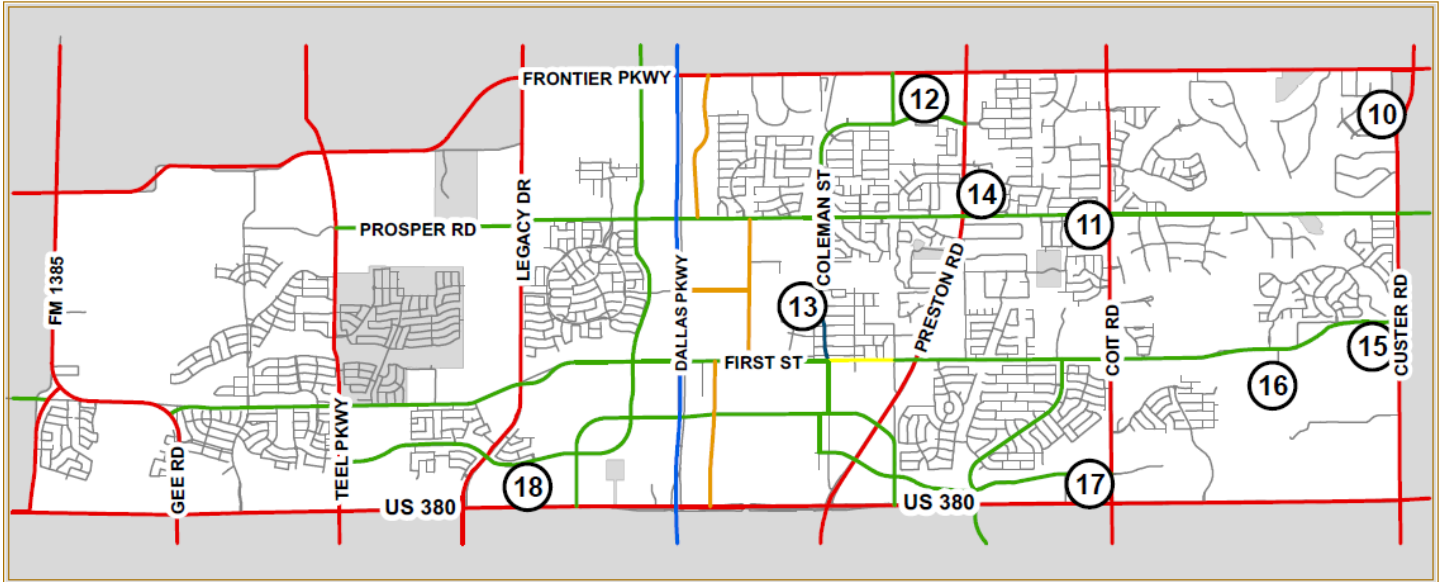 FRONTIER PKWY
12
10
LEGACY DR
COLEMAN ST
14
PROSPER RD
11
FM 1385
DALLAS PKWY
PRESTON RD
13
COIT RD
CUSTER RD
FIRST ST
15
16
TEEL PKWY
GEE RD
18
17
US 380
US 380